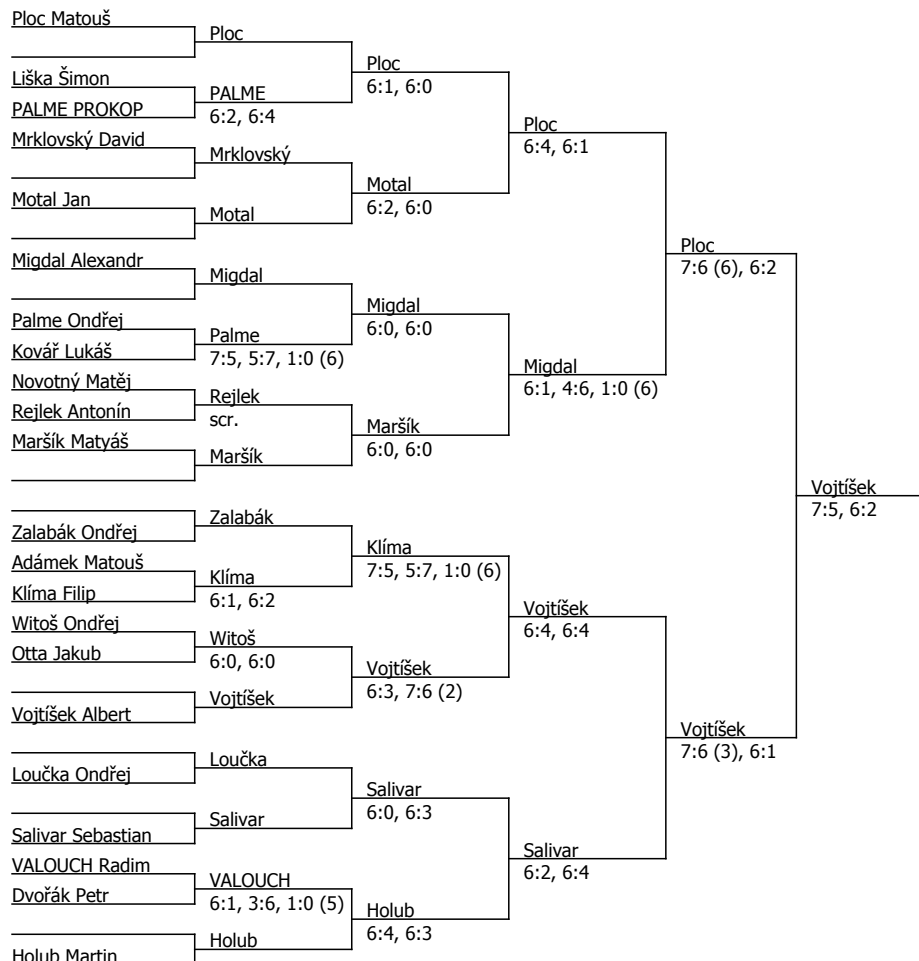 Ploc Matouš
Liška Šimon
PALME PROKOP
Mrklovský David
Motal Jan
Migdal Alexandr
Palme Ondřej
Kovář Lukáš
Novotný Matěj
Rejlek Antonín
Maršík Matyáš
Zalabák Ondřej
Adámek Matouš
Klíma Filip
Witoš Ondřej
Otta Jakub
Vojtíšek Albert
Loučka Ondřej
Salivar Sebastian
VALOUCH Radim
Dvořák Petr
Holub Martin
Ploc
PALME
6:2, 6:4
Mrklovský
Motal
Migdal
Palme
7:5, 5:7, 1:0 (6)
Rejlek
scr.
Maršík
Zalabák
Klíma
6:1, 6:2
Witoš
6:0, 6:0
Vojtíšek
Loučka
Salivar
VALOUCH
6:1, 3:6, 1:0 (5)
Holub
Ploc
6:1, 6:0
Motal
6:2, 6:0
Migdal
6:0, 6:0
Maršík
6:0, 6:0
Klíma
7:5, 5:7, 1:0 (6)
Vojtíšek
6:3, 7:6 (2)
Salivar
6:0, 6:3
Holub
6:4, 6:3
Ploc
6:4, 6:1
Migdal
6:1, 4:6, 1:0 (6)
Vojtíšek
6:4, 6:4
Salivar
6:2, 6:4
Ploc
7:6 (6), 6:2
Vojtíšek
7:6 (3), 6:1
Vojtíšek
7:5, 6:2